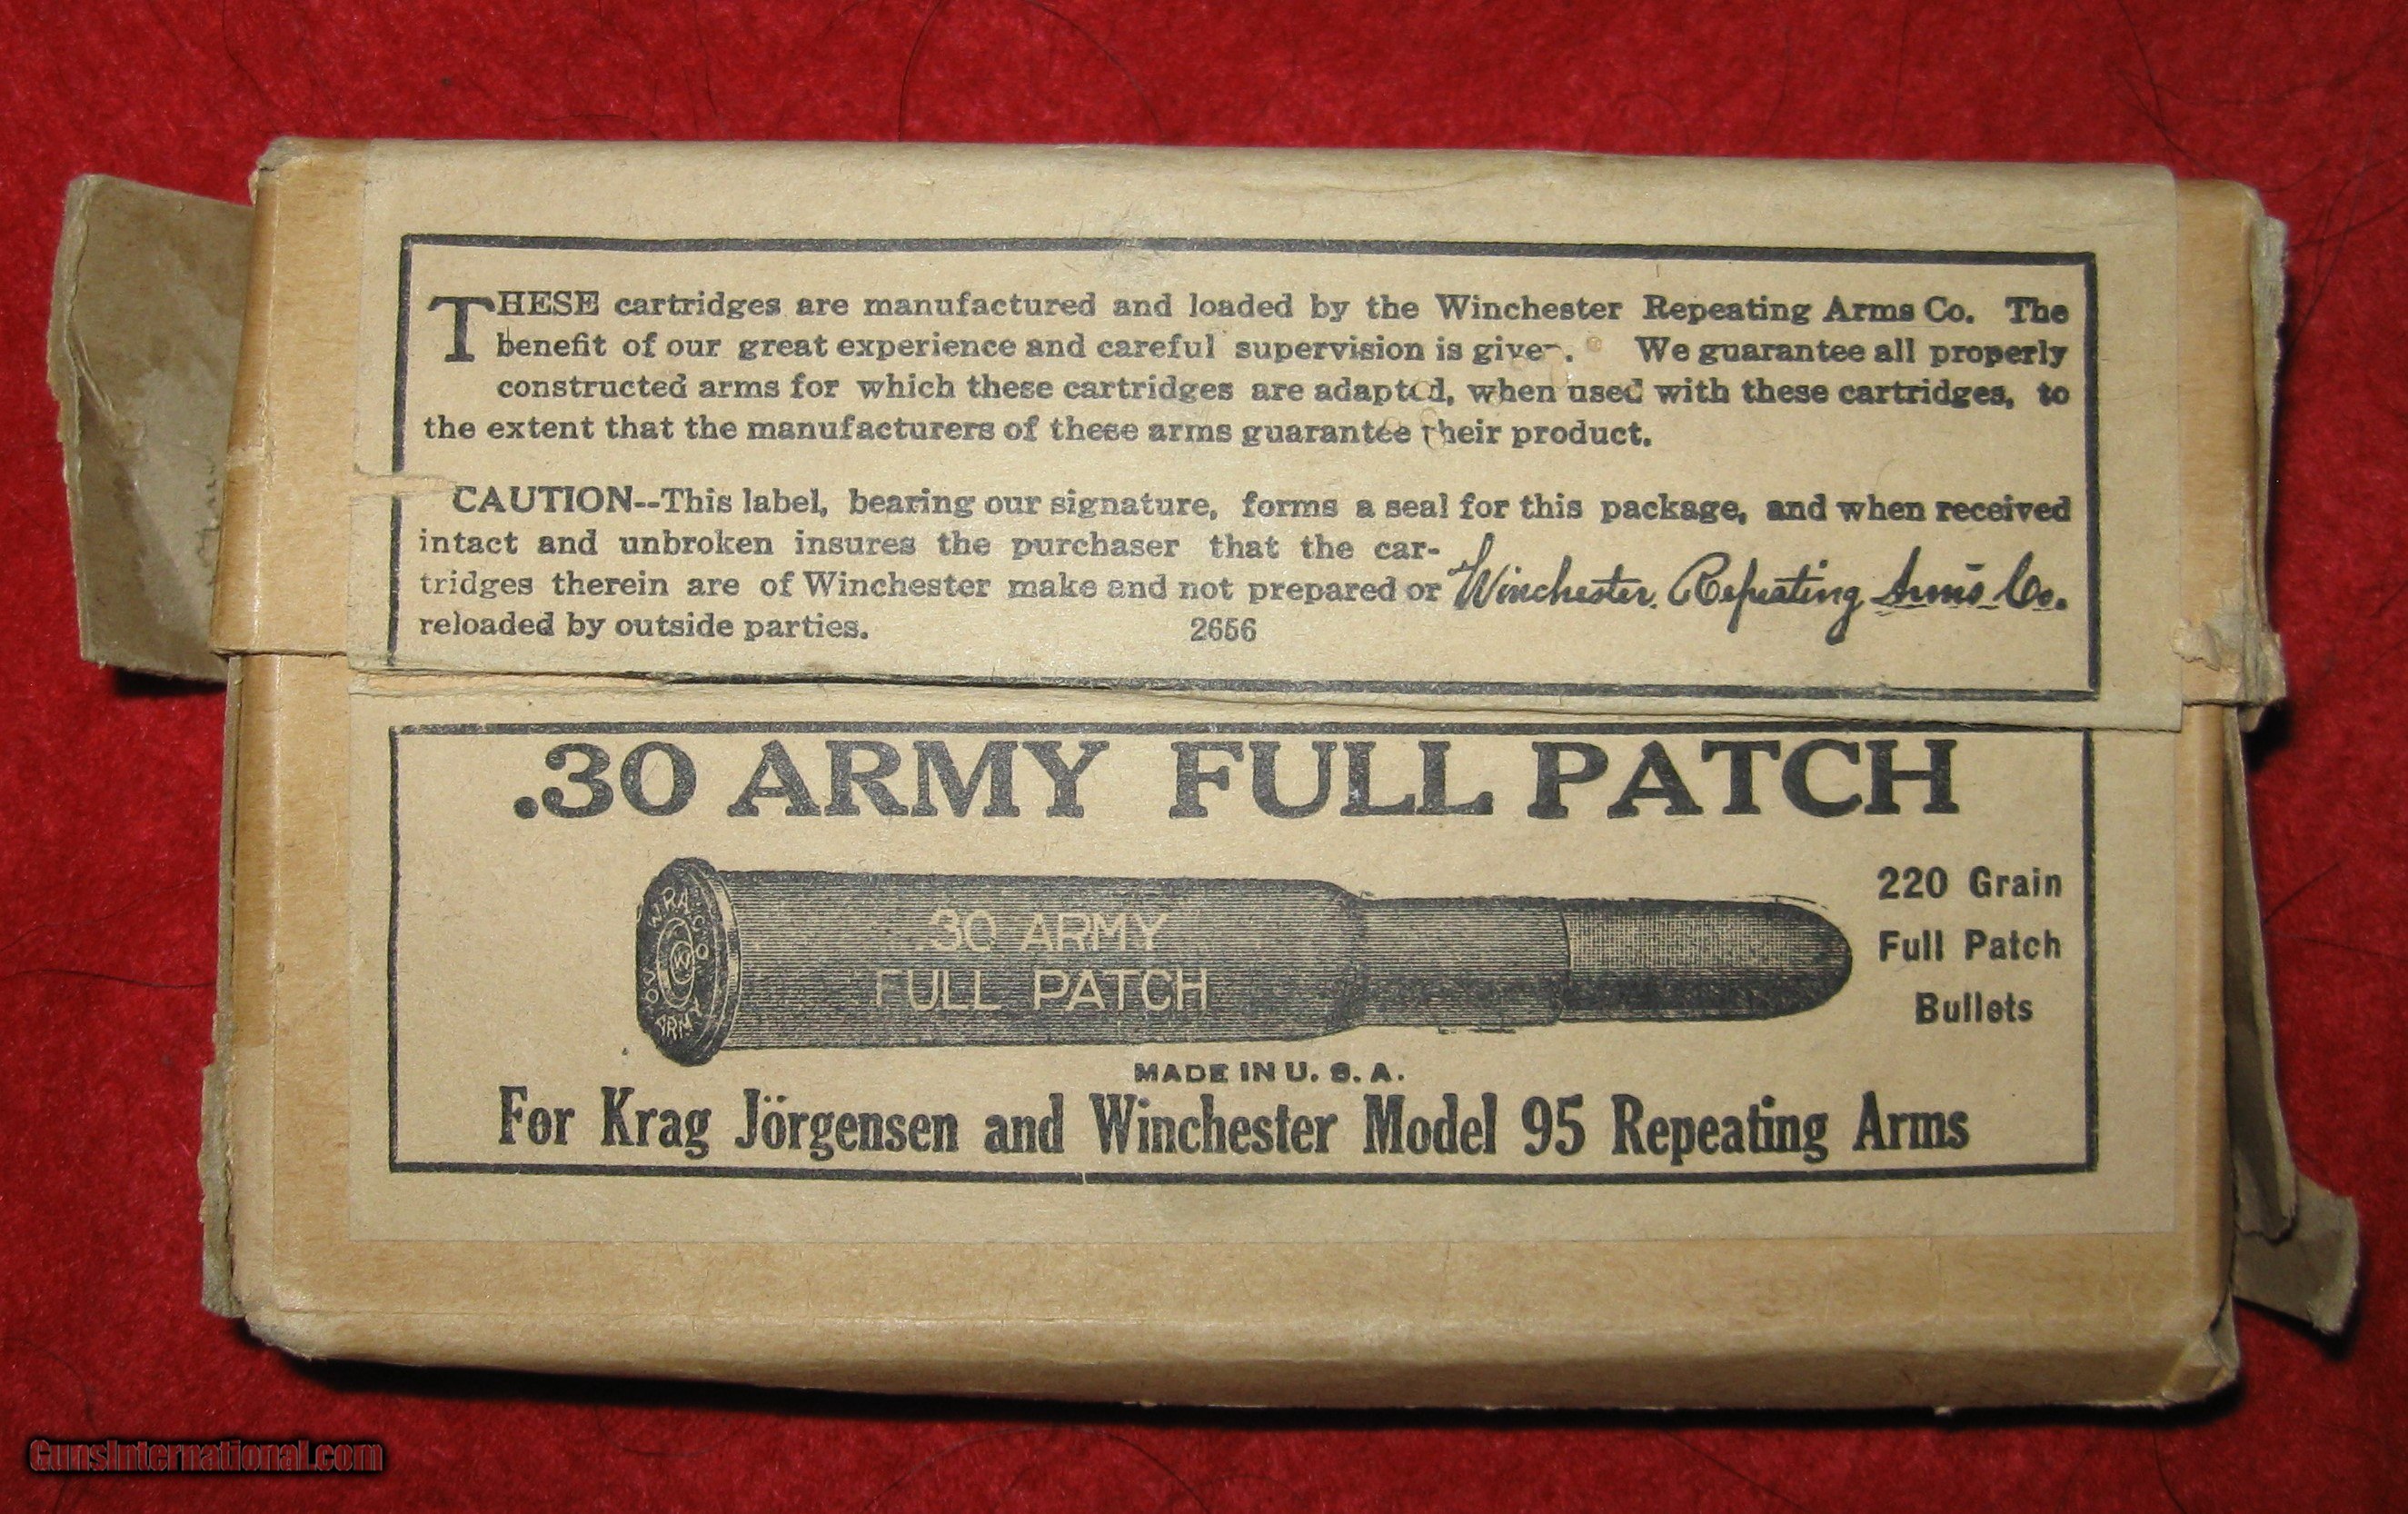 THESE cartridges are manufactured and loaded by the Winchester Repeating Arms Co. The
benefit of our great experience and careful supervision is given. We guarantee all properly
constructed arms for which these cartridges are adapted, when used with these cartridges, to
the extent that the manufacturers of these arms guarantee their product.
CAUTION--This label, bearing our signature, forms a seal for this package, and when received
intact and unbroken insures the purchaser that the car-
tridges therein are of Winchester make and not prepared or
reloaded by outside parties.
2656
Winchester Repeating Arms Co.
.30 ARMY FULL PATCH
W.R.A.CO
W
.30 U.
ARMY
.30 ARMY
FULL PATCH
220 Grain
Full Patch
Bullets
MADE IN U. S. A.
For Krag Jörgensen and Winchester Model 95 Repeating Arms
GunsInternational.com